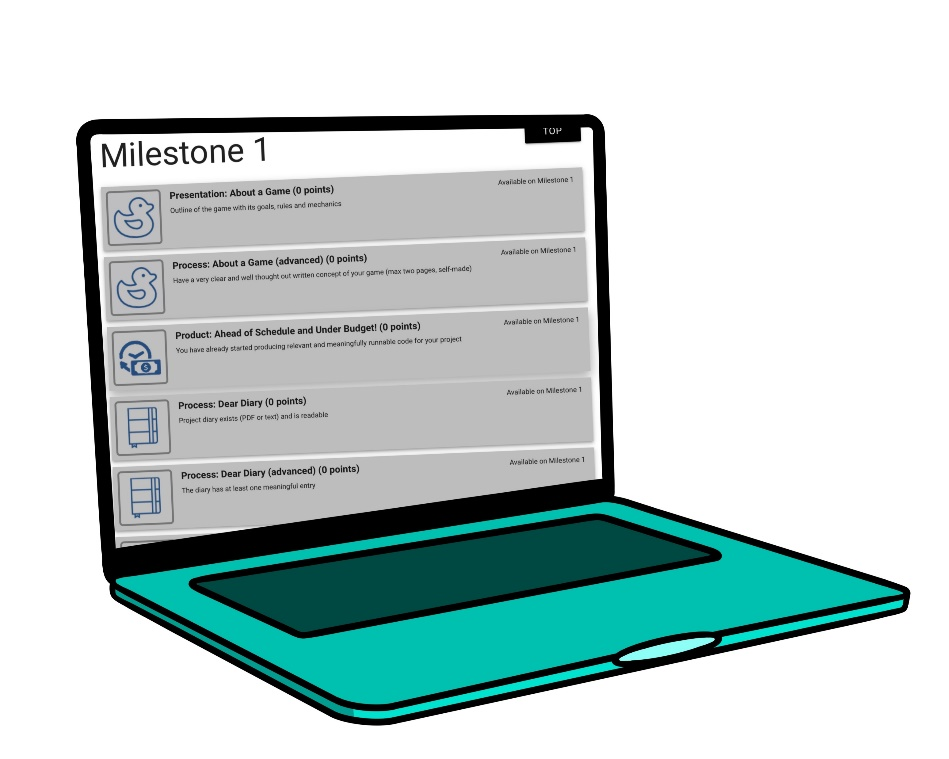 TOP
Milestone 1
Presentation: About a Game (0 points)
Available on Milestone 1
Outline of the game with its goals, rules and mechanics
Process: About a Game (advanced) (0 points)
Available on Milestone 1
Have a very clear and well thought out written concept of your game (max two pages, self-made)
Product: Ahead of Schedule and Under Budget! (0 points)
Available on Milestone 1
You have already started producing relevant and meaningfully runnable code for your project
Process: Dear Diary (0 points)
Available on Milestone 1
Project diary exists (PDF or text) and is readable
Process: Dear Diary (advanced) (0 points)
Available on Milestone 1
The diary has at least one meaningful entry